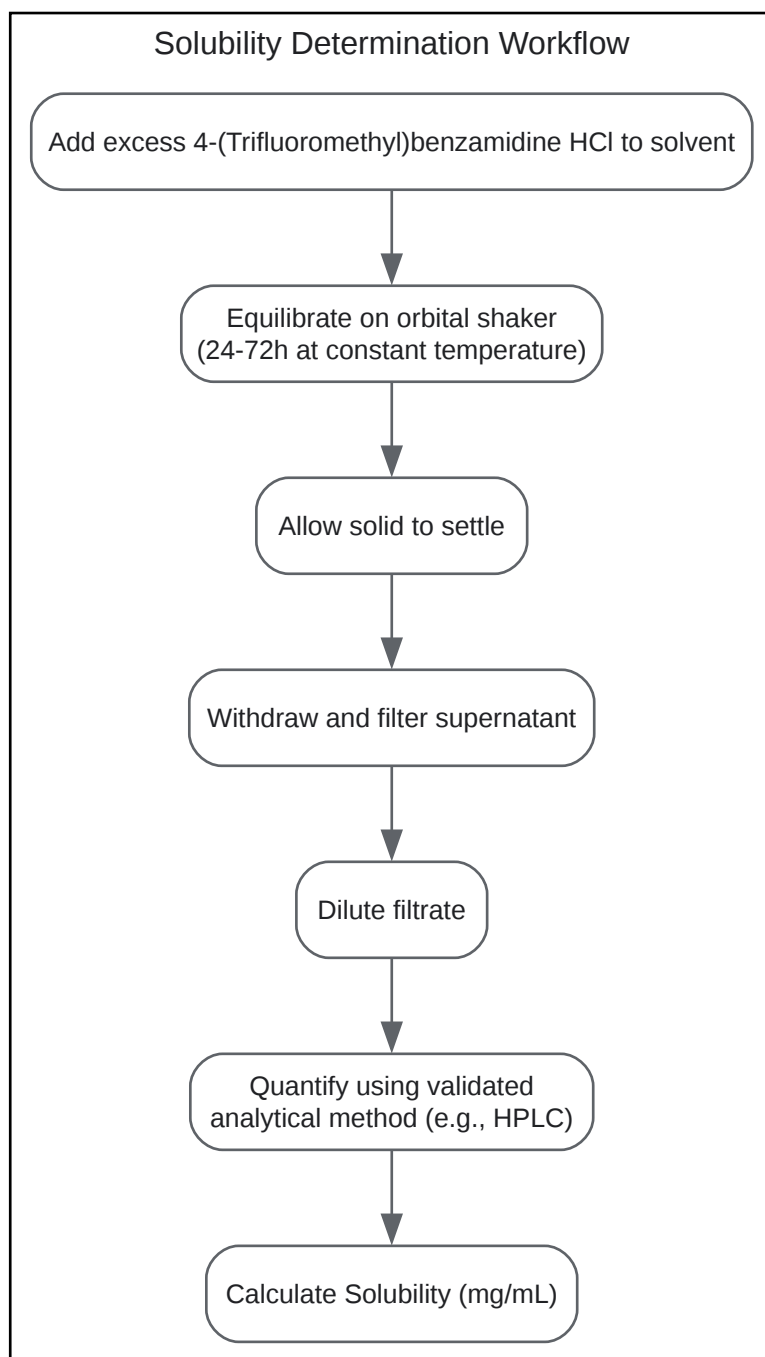 Solubility Determination Workflow
Add excess 4-(Trifluoromethyl)benzamidine HCl to solvent
Equilibrate on orbital shaker
(24-72h at constant temperature)
Allow solid to settle
Withdraw and filter supernatant
Dilute filtrate
Quantify using validated
analytical method (e.g., HPLC)
Calculate Solubility (mg/mL)